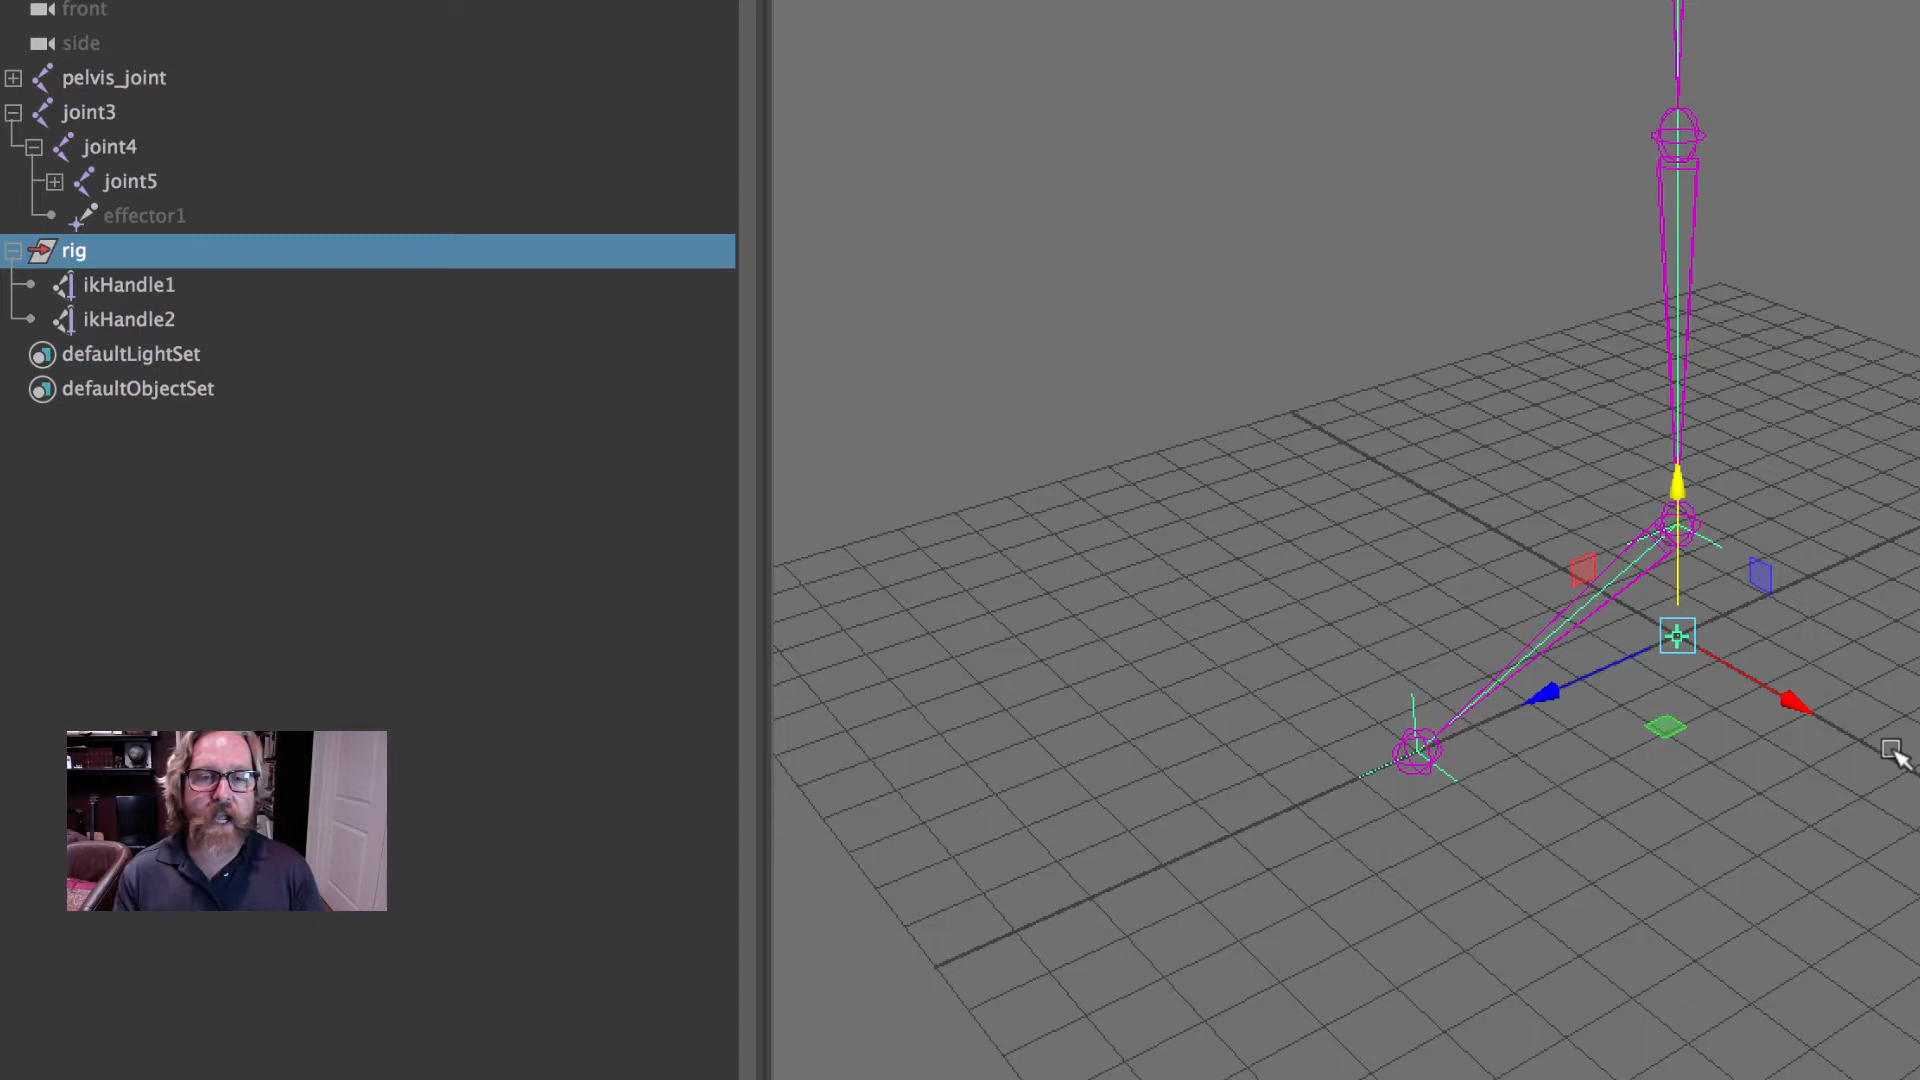 front
side
pelvis_joint
joint3
joint4
joint5
effector1
rig
ikHandle1
ikHandle2
defaultLightSet
defaultObjectSet